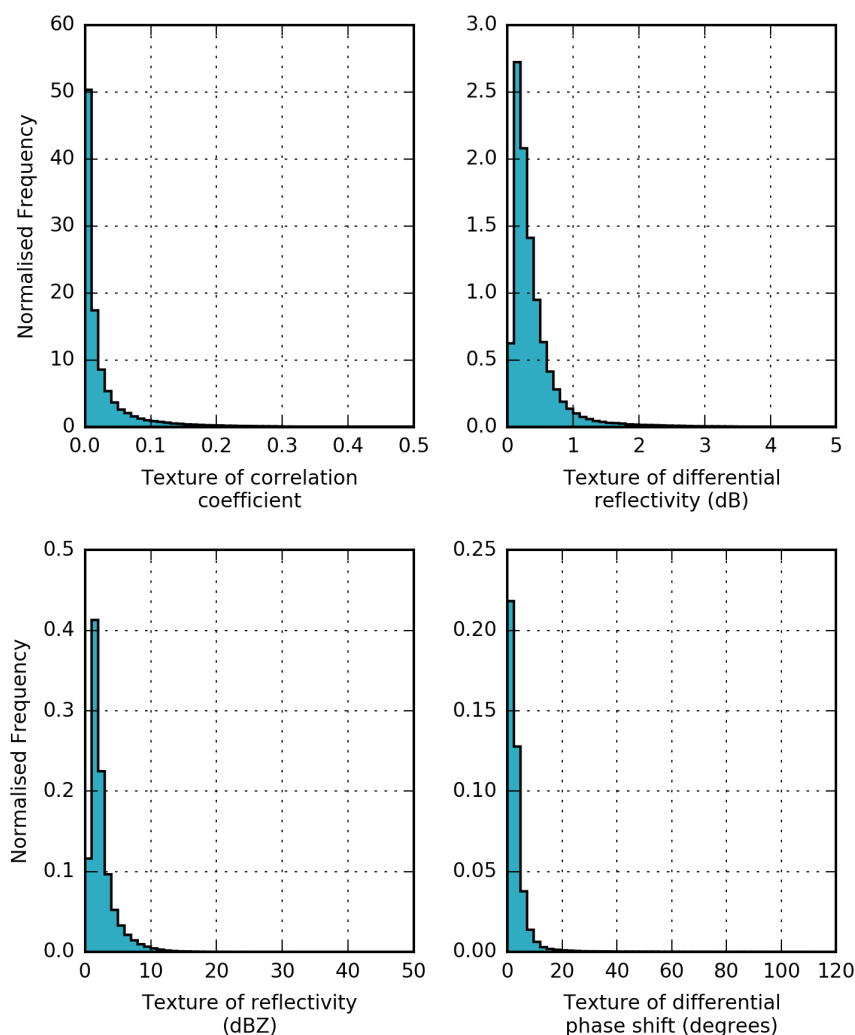 60
50
40
30
20
10
0
Normalised Frequency
0.0 0.1 0.2 0.3 0.4 0.5
Texture of correlation
coefficient
3.0
2.5
2.0
1.5
1.0
0.5
0.0
0 1 2 3 4 5
Texture of differential
reflectivity (dB)
0.5
0.4
0.3
0.2
0.1
0.0
Normalised Frequency
0 10 20 30 40 50
Texture of reflectivity
(dBZ)
0.25
0.20
0.15
0.10
0.05
0.00
0 20 40 60 80 100 120
Texture of differential
phase shift (degrees)